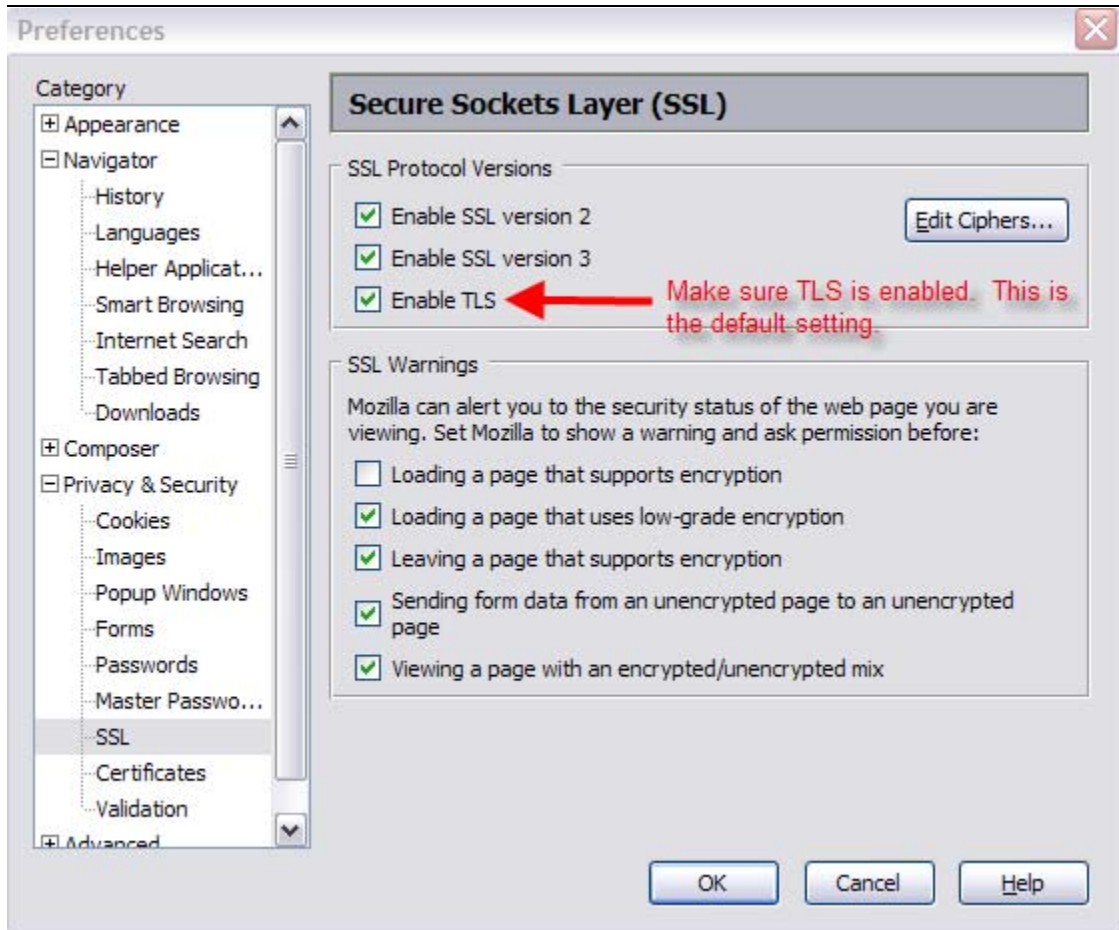 Preferences
Category
Appearance
Navigator
History
Languages
Helper Applicat...
Smart Browsing
Internet Search
Tabbed Browsing
Downloads
Composer
Privacy & Security
Cookies
Images
Popup Windows
Forms
Passwords
Master Passwo...
SSL
Certificates
Validation
Advanced
Secure Sockets Layer (SSL)
SSL Protocol Versions
Enable SSL version 2
Edit Ciphers...
Enable SSL version 3
Enable TLS
Make sure TLS is enabled. This is
the default setting.
SSL Warnings
Mozilla can alert you to the security status of the web page you are
viewing. Set Mozilla to show a warning and ask permission before:
Loading a page that supports encryption
Loading a page that uses low-grade encryption
Leaving a page that supports encryption
Sending form data from an unencrypted page to an unencrypted
page
Viewing a page with an encrypted/unencrypted mix
OK
Cancel
Help